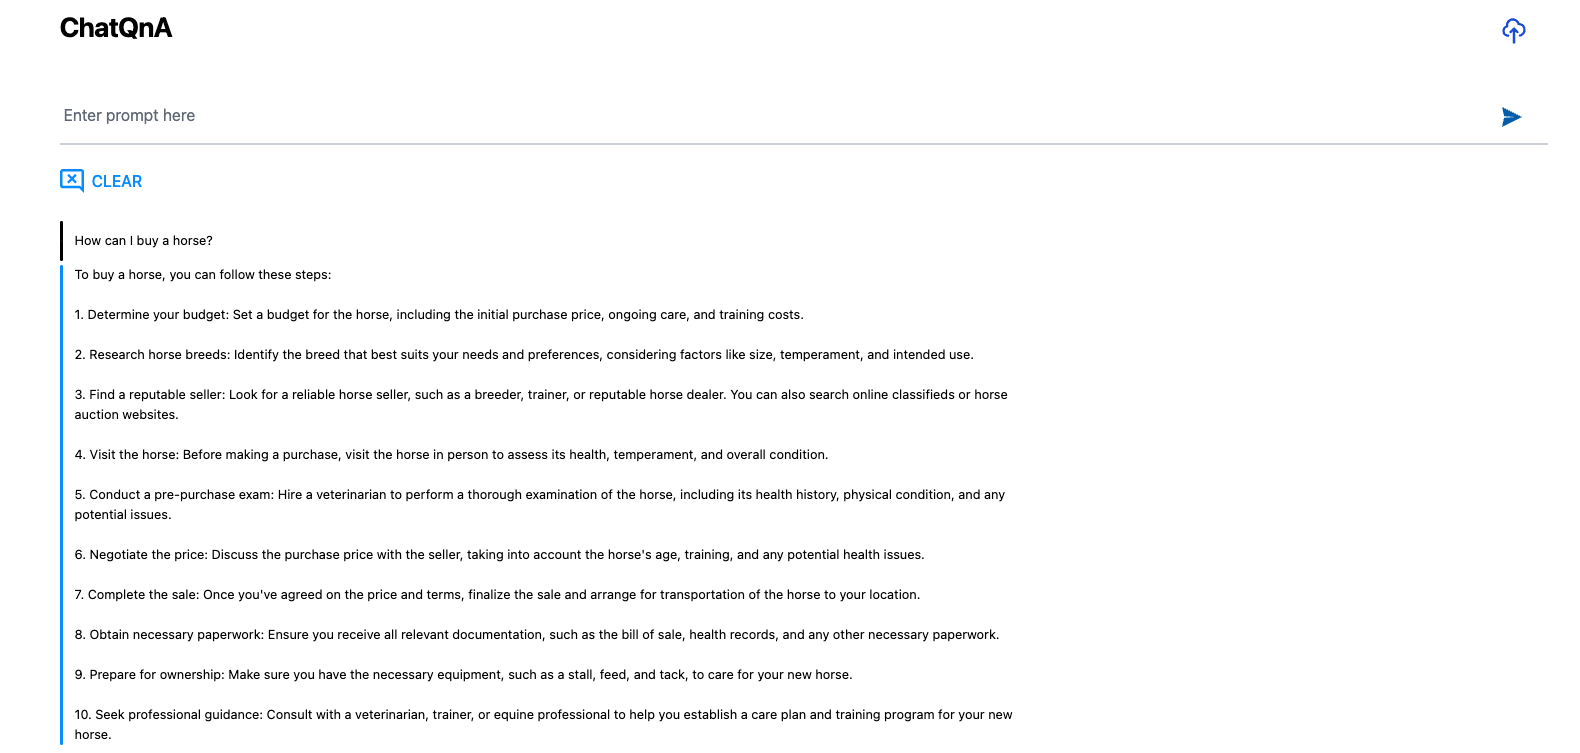 ChatQnA
Enter prompt here
CLEAR
How can I buy a horse?
To buy a horse, you can follow these steps:
1. Determine your budget: Set a budget for the horse, including the initial purchase price, ongoing care, and training costs.
2. Research horse breeds: Identify the breed that best suits your needs and preferences, considering factors like size, temperament, and intended use.
3. Find a reputable seller: Look for a reliable horse seller, such as a breeder, trainer, or reputable horse dealer. You can also search online classifieds or horse
auction websites.
4. Visit the horse: Before making a purchase, visit the horse in person to assess its health, temperament, and overall condition.
5. Conduct a pre-purchase exam: Hire a veterinarian to perform a thorough examination of the horse, including its health history, physical condition, and any
potential issues.
6. Negotiate the price: Discuss the purchase price with the seller, taking into account the horse's age, training, and any potential health issues.
7. Complete the sale: Once you've agreed on the price and terms, finalize the sale and arrange for transportation of the horse to your location.
8. Obtain necessary paperwork: Ensure you receive all relevant documentation, such as the bill of sale, health records, and any other necessary paperwork.
9. Prepare for ownership: Make sure you have the necessary equipment, such as a stall, feed, and tack, to care for your new horse.
10. Seek professional guidance: Consult with a veterinarian, trainer, or equine professional to help you establish a care plan and training program for your new
horse.